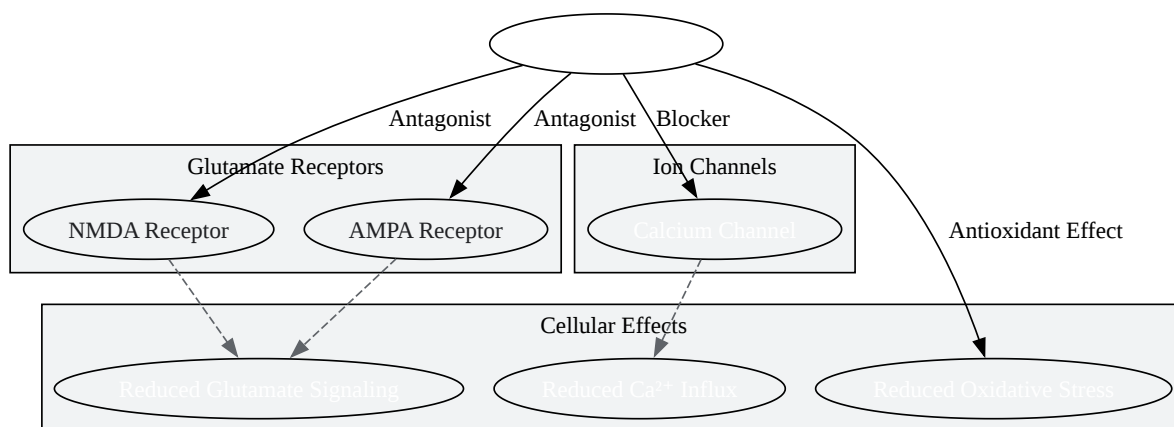 Antagonist
Antagonist
Blocker
Glutamate Receptors
Ion Channels
NMDA Receptor
AMPA Receptor
Calcium Channel
Antioxidant Effect
Cellular Effects
Reduced Glutamate Signaling
Reduced Ca²⁺ Influx
Reduced Oxidative Stress